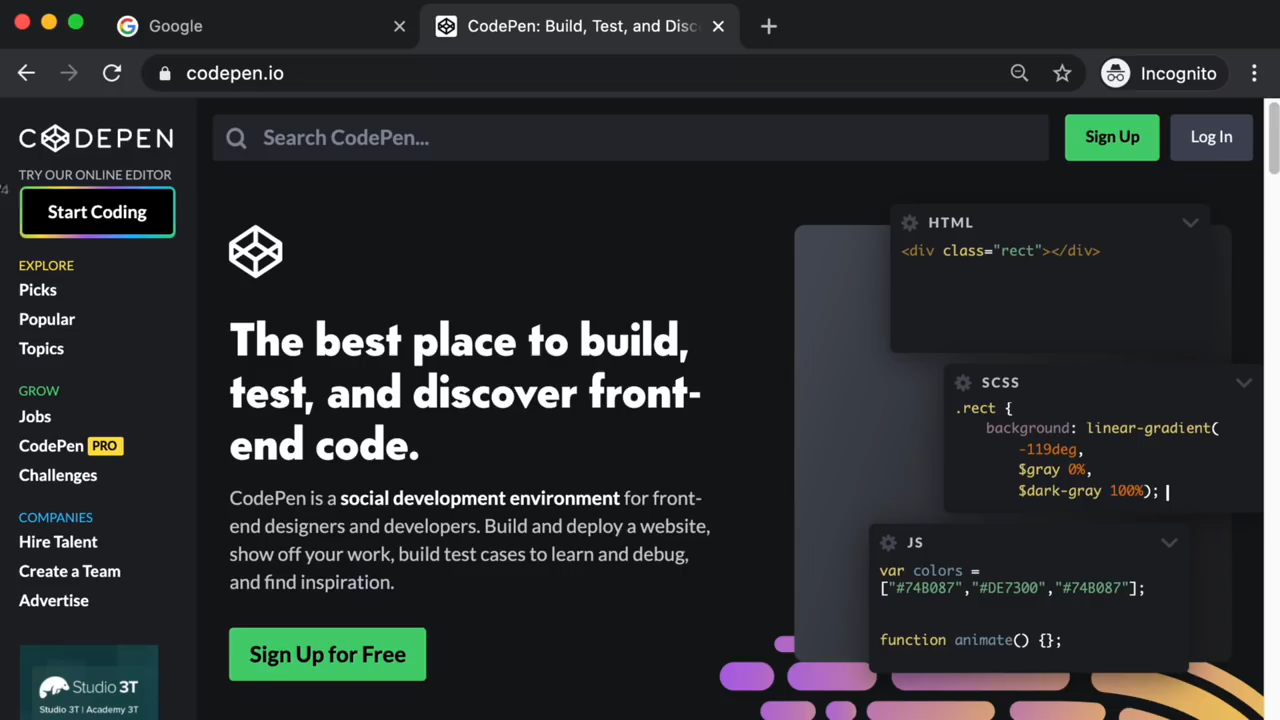 Google
CodePen: Build, Test, and Disc
codepen.io
Incognito
CODEPEN
Search CodePen...
Sign Up
Log In
TRY OUR ONLINE EDITOR
Start Coding
EXPLORE
Picks
Popular
Topics
GROW
Jobs
CodePen PRO
Challenges
COMPANIES
Hire Talent
Create a Team
Advertise
Studio 3T
Studio 3T | Academy 3T
The best place to build,
test, and discover front-
end code.
CodePen is a social development environment for front-
end designers and developers. Build and deploy a website,
show off your work, build test cases to learn and debug,
and find inspiration.
Sign Up for Free
HTML
<div class="rect"></div>
SCSS
.rect {
background: linear-gradient(
-119deg,
$gray 0%,
$dark-gray 100%);
JS
var colors =
["#74B087","#DE7300","#74B087"];
function animate() {};